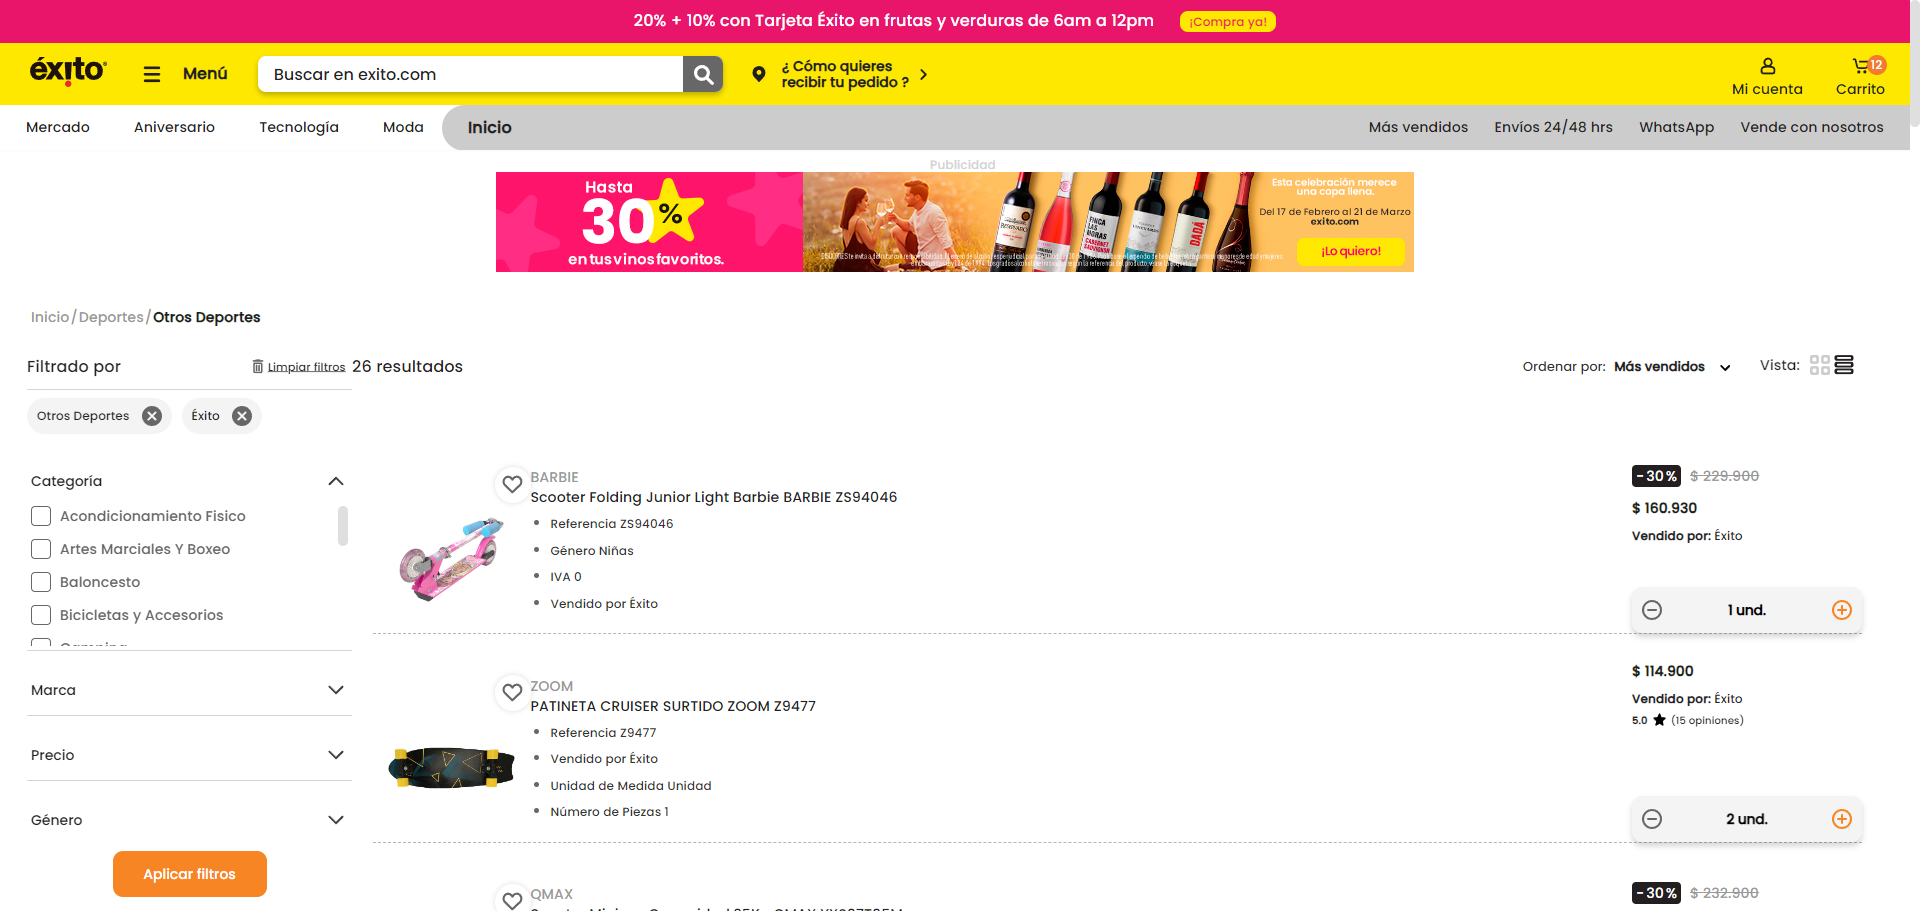 20% + 10% con Tarjeta Éxito en frutas y verduras de 6am a 12pm
¡Compra ya!
éxito
Menú
Buscar en exito.com
¿ Cómo quieres
recibir tu pedido ?
Mi cuenta
12
Carrito
Mercado
Aniversario
Tecnología
Moda
Inicio
Más vendidos
Envíos 24/48 hrs
WhatsApp
Vende con nosotros
Publicidad
Hasta
30%
en tus vinos favoritos.
RESERVADO
FINCA
LAS
MORAS
CABERNET
SAUVIGNON
DADÁ
Esta celebración merece
una copa llena.
Del 17 de Febrero al 21 de Marzo
exito.com
¡Lo quiero!
Inicio / Deportes / Otros Deportes
Filtrado por
Limpiar filtros
26 resultados
Ordenar por: Más vendidos
Vista:
Otros Deportes
Éxito
Categoría
Acondicionamiento Fisico
Artes Marciales Y Boxeo
Baloncesto
Bicicletas y Accesorios
Camping
Marca
Precio
Género
Aplicar filtros
BARBIE
Scooter Folding Junior Light Barbie BARBIE ZS94046
Referencia ZS94046
Género Niñas
IVA 0
Vendido por Éxito
-30%
$ 229.900
$ 160.930
Vendido por: Éxito
1 und.
ZOOM
PATINETA CRUISER SURTIDO ZOOM Z9477
Referencia Z9477
Vendido por Éxito
Unidad de Medida Unidad
Número de Piezas 1
$ 114.900
Vendido por: Éxito
5.0 ★ (15 opiniones)
2 und.
QMAX
-30%
$ 232.900